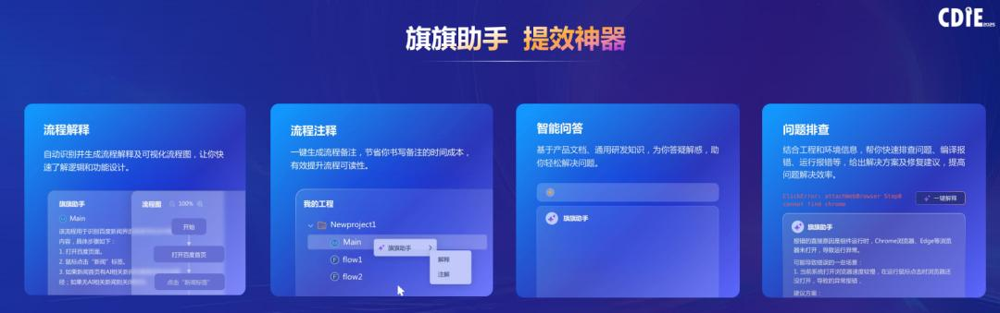 CDIE 2025
旗旗助手 提效神器
流程解释
自动识别并生成流程解释及可视化流程图，让你快
速了解逻辑和功能设计。
旗旗助手
Main
该流程用于识别百度新闻界
内容，具体步骤如下：
1. 打开百度页面。
2. 鼠标点击“新闻”标签。
3. 如果新闻首页有AI相关新
径；如果无AI相关新闻则关
流程图
100%
开始
打开百度首页
点击“新闻标签”
流程注释
一键生成流程备注，节省你书写备注的时间成本，
有效提升流程可读性。
我的工程
Newproject1
Main
flow1
flow2
旗旗助手
解释
注解
智能问答
基于产品文档、通用研发知识，为你答疑解惑，助
你轻松解决问题。
旗旗助手
问题排查
结合工程和环境信息，帮你快速排查问题、编译报
错、运行报错等，给出解决方案及修复建议，提高
问题解决效率。
ClickError: attachWebBrowser Step0
cannot find chrome
一键解释
旗旗助手
报错的直接原因是组件运行时，Chrome浏览器、Edge等浏览
器未打开，导致运行异常。
可能导致错误的一些场景：
1. 当前系统打开浏览器速度较慢，在运行鼠标点击时浏览器还
没打开，导致的异常报错，
建议方案：